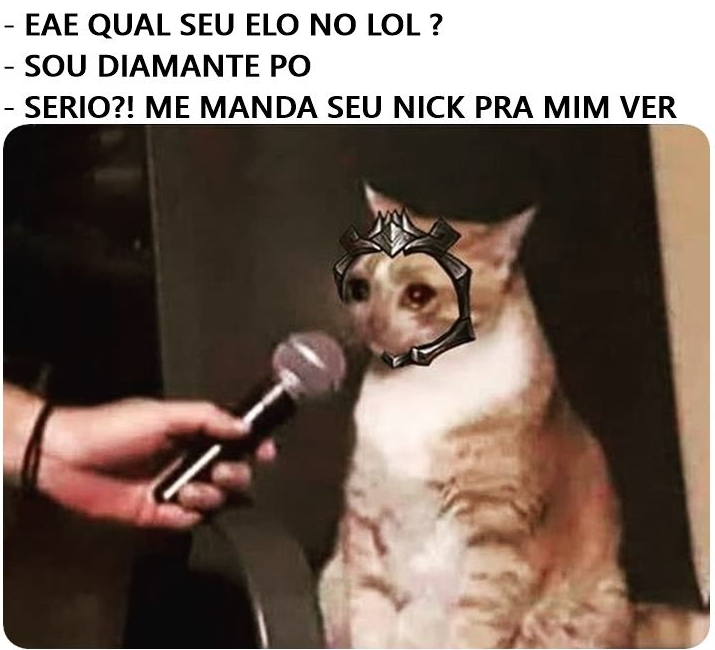 - EAE QUAL SEU ELO NO LOL ?
- SOU DIAMANTE PO
- SERIO?! ME MANDA SEU NICK PRA MIM VER